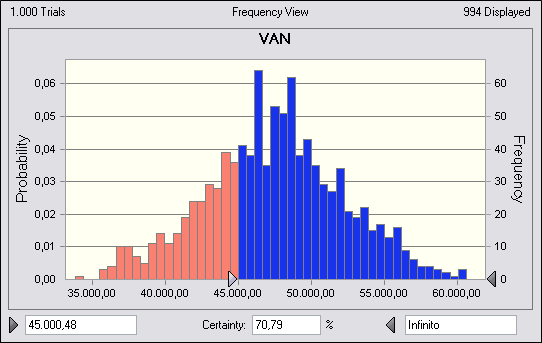 1.000 Trials Frequency View 994 Displayed
VAN
0,06 60
0,05 50
0,04 40
0,03 30
0,02 20
0,01 10
0,00 0
Probability
Frequency
35.000,00 40.000,00 45.000,00 50.000,00 55.000,00 60.000,00
45.000,48 Certainty: 70,79 % Infinito